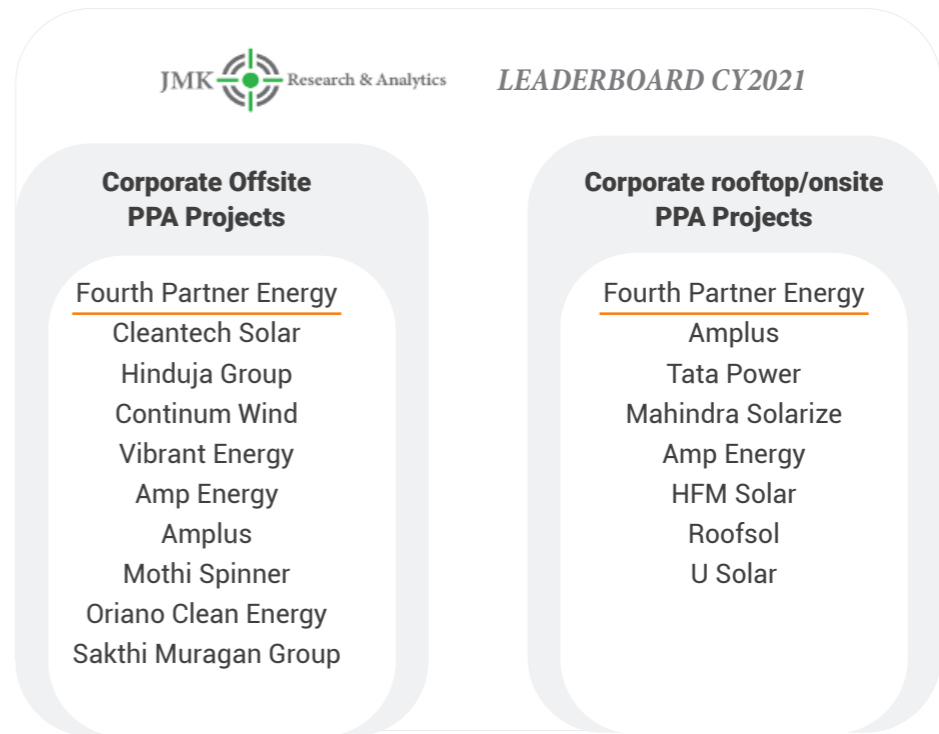 JMK Research & Analytics
LEADERBOARD CY2021
Corporate Offsite
PPA Projects
Fourth Partner Energy
Cleantech Solar
Hinduja Group
Continum Wind
Vibrant Energy
Amp Energy
Amplus
Mothi Spinner
Oriano Clean Energy
Sakthi Muragan Group
Corporate rooftop/onsite
PPA Projects
Fourth Partner Energy
Amplus
Tata Power
Mahindra Solarize
Amp Energy
HFM Solar
Roofsol
U Solar